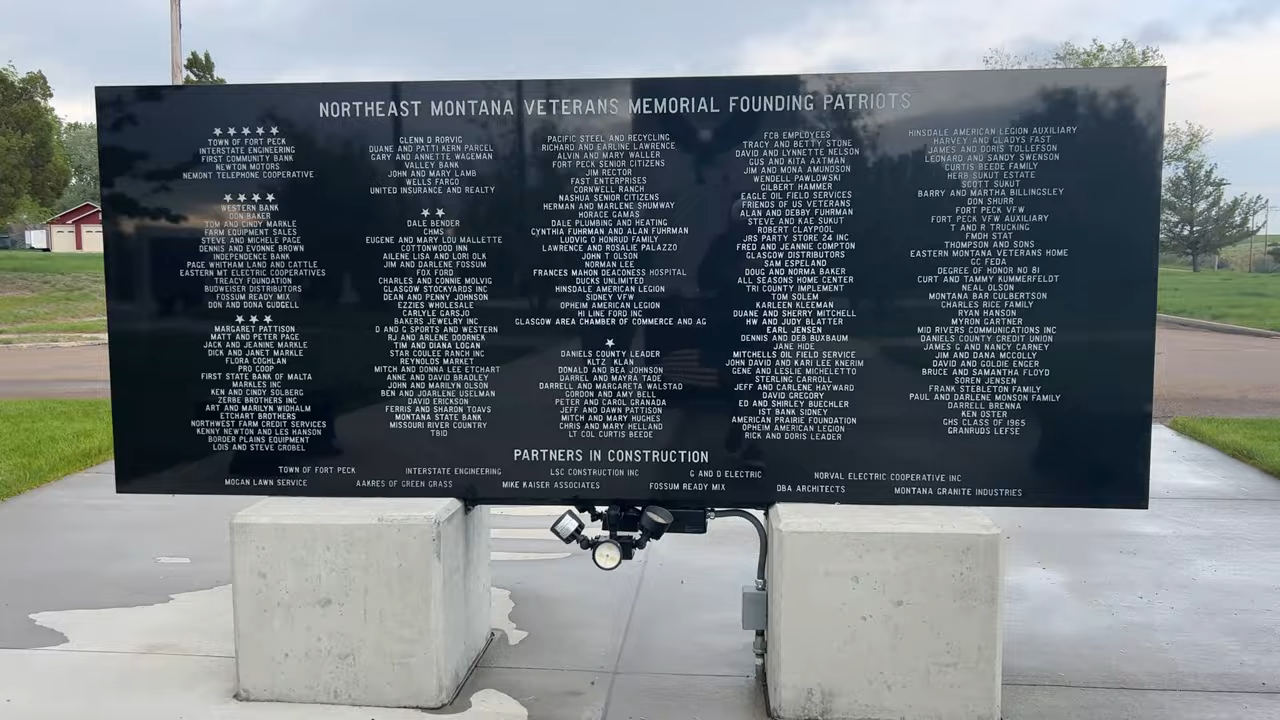 NORTHEAST MONTANA VETERANS MEMORIAL FOUNDING PATRIOTS
★ ★ ★ ★ ★
TOWN OF FORT PECK
INTERSTATE ENGINEERING
FIRST COMMUNITY BANK
NEWTON MOTORS
NEMONT TELEPHONE COOPERATIVE
★ ★ ★ ★
WESTERN BANK
DON BAKER
TOM AND CINDY MARKLE
FARM EQUIPMENT SALES
STEVE AND MICHELE PAGE
DENNIS AND EVONNE BROWN
INDEPENDENCE BANK
PAGE WHITHAM LAND AND CATTLE
EASTERN MT ELECTRIC COOPERATIVES
TREACY FOUNDATION
BUDWEISER DISTRIBUTORS
FOSSUM READY MIX
DON AND DONA GUDGELL
★ ★ ★
MARGARET PATTISON
MATT AND PETER PAGE
JACK AND JEANINE MARKLE
DICK AND JANET MARKLE
FLORA COGHLAN
PRO COOP
FIRST STATE BANK OF MALTA
MARKLES INC
KEN AND CINDY SOLBERG
ZERBE BROTHERS INC
ART AND MARILYN WIDHALM
ETCHART BROTHERS
NORTHWEST FARM CREDIT SERVICES
KENNY NEWTON AND LES HANSON
BORDER PLAINS EQUIPMENT
LOIS AND STEVE GROBEL
GLENN O RORVIG
DUANE AND PATTI KERN PARCEL
GARY AND ANNETTE WAGEMAN
VALLEY BANK
JOHN AND MARY LAMB
WELLS FARGO
UNITED INSURANCE AND REALTY
★ ★
DALE BENDER
CHMS
EUGENE AND MARY LOU MALLETTE
COTTONWOOD INN
AILENE LISA AND LORI OLK
JIM AND DARLENE FOSSUM
FOX FORD
CHARLES AND CONNIE MOLVIG
GLASGOW STOCKYARDS INC
DEAN AND PENNY JOHNSON
EZZIES WHOLESALE
CARLYLE GARSJO
BAKERS JEWELRY INC
D AND G SPORTS AND WESTERN
RJ AND ARLENE DOORNEK
TIM AND DIANA LOGAN
STAR COULEE RANCH INC
REYNOLDS MARKET
MITCH AND DONNA LEE ETCHART
ANNE AND DAVID BRADLEY
JOHN AND MARILYN OLSON
BEN AND JOARLENE USELMAN
DAVID ERICKSON
FERRIS AND SHARON TOAVS
MONTANA STATE BANK
MISSOURI RIVER COUNTRY
TBID
PACIFIC STEEL AND RECYCLING
RICHARD AND EARLINE LAWRENCE
ALVIN AND MARY WALLER
FORT PECK SENIOR CITIZENS
JIM RECTOR
FAST ENTERPRISES
CORNWELL RANCH
NASHUA SENIOR CITIZENS
HERMAN AND MARLENE SHUMWAY
HORACE GAMAS
DALE PLUMBING AND HEATING
CYNTHIA FUHRMAN AND ALAN FUHRMAN
LUDVIG O HONRUD FAMILY
LAWRENCE AND ROSALIE PALAZZO
JOHN T OLSON
NORMAN LEE
FRANCES MAHON DEACONESS HOSPITAL
DUCKS UNLIMITED
HINSDALE AMERICAN LEGION
SIDNEY VFW
OPHEIM AMERICAN LEGION
HI LINE FORD INC
GLASGOW AREA CHAMBER OF COMMERCE AND AG
★
DANIELS COUNTY LEADER
KLTZ KLAN
DONALD AND BEA JOHNSON
DARREL AND MAYRA TADE
DARRELL AND MARGARETA WALSTAD
GORDON AND AMY BELL
PETER AND CAROL GRANADA
JEFF AND DAWN PATTISON
MITCH AND MARY HUGHES
CHRIS AND MARY HELLAND
LT COL CURTIS BEEDE
FCB EMPLOYEES
TRACY AND BETTY STONE
DAVID AND LYNNETTE NELSON
GUS AND KITA AXTMAN
JIM AND MONA AMUNDSON
WENDELL PAWLOWSKI
GILBERT HAMMER
EAGLE OIL FIELD SERVICES
FRIENDS OF US VETERANS
ALAN AND DEBBY FUHRMAN
STEVE AND KAE SUKUT
ROBERT CLAYPOOL
JRS PARTY STORE 24 INC
FRED AND JEANNIE COMPTON
GLASGOW DISTRIBUTORS
SAM ESPELAND
DOUG AND NORMA BAKER
ALL SEASONS HOME CENTER
TRI COUNTY IMPLEMENT
TOM SOLEM
KARLEEN KLEEMAN
DUANE AND SHERRY MITCHELL
HW AND JUDY BLATTER
EARL JENSEN
DENNIS AND DEB BUXBAUM
JANE HIDE
MITCHELLS OIL FIELD SERVICE
JOHN DAVID AND KARI LEE KNERIM
GENE AND LESLIE MICHELETTO
STERLING CARROLL
JEFF AND CARLENE HAYWARD
DAVID GREGORY
ED AND SHIRLEY BUECHLER
1ST BANK SIDNEY
AMERICAN PRAIRIE FOUNDATION
OPHEIM AMERICAN LEGION
RICK AND DORIS LEADER
HINSDALE AMERICAN LEGION AUXILIARY
HARVEY AND GLADYS FAST
JAMES AND DORIS TOLLEFSON
LEONARD AND SANDY SWENSON
CURTIS BEEDE FAMILY
HERB SUKUT ESTATE
SCOTT SUKUT
BARRY AND MARTHA BILLINGSLEY
DON SHURR
FORT PECK VFW
FORT PECK VFW AUXILIARY
T AND R TRUCKING
FMDH STAT
THOMPSON AND SONS
EASTERN MONTANA VETERANS HOME
GC FEDA
DEGREE OF HONOR NO 81
CURT AND TAMMY KUMMERFELDT
NEAL OLSON
MONTANA BAR CULBERTSON
CHARLES RICE FAMILY
RYAN HANSON
MYRON GARTNER
MID RIVERS COMMUNICATIONS INC
DANIELS COUNTY CREDIT UNION
JAMES G AND NANCY CARNEY
JIM AND DANA MCCOLLY
DAVID AND GOLDIE ENGER
BRUCE AND SAMANTHA FLOYD
SOREN JENSEN
FRANK STEBLETON FAMILY
PAUL AND DARLENE MONSON FAMILY
DARRELL BRENNA
KEN OSTER
GHS CLASS OF 1965
GRANRUDS LEFSE
PARTNERS IN CONSTRUCTION
TOWN OF FORT PECK INTERSTATE ENGINEERING LSC CONSTRUCTION INC G AND D ELECTRIC NORVAL ELECTRIC COOPERATIVE INC
MOGAN LAWN SERVICE AAKRES OF GREEN GRASS MIKE KAISER ASSOCIATES FOSSUM READY MIX DBA ARCHITECTS MONTANA GRANITE INDUSTRIES